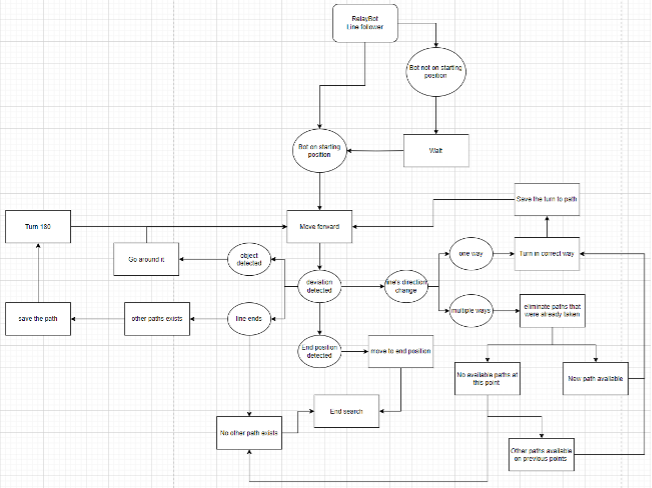 RelayBot
Line follower
Bot not on starting
position
Bot on starting
position
Wait
Save the turn to path
Turn 180
Move forward
Go around it
object
detected
one way
Turn in correct way
deviation
detected
line's direction
change
save the path
other paths exists
line ends
multiple ways
eliminate paths that
were already taken
End position
detected
move to end position
No available paths at
this point
New path available
End search
No other path exists
Other paths available
on previous points